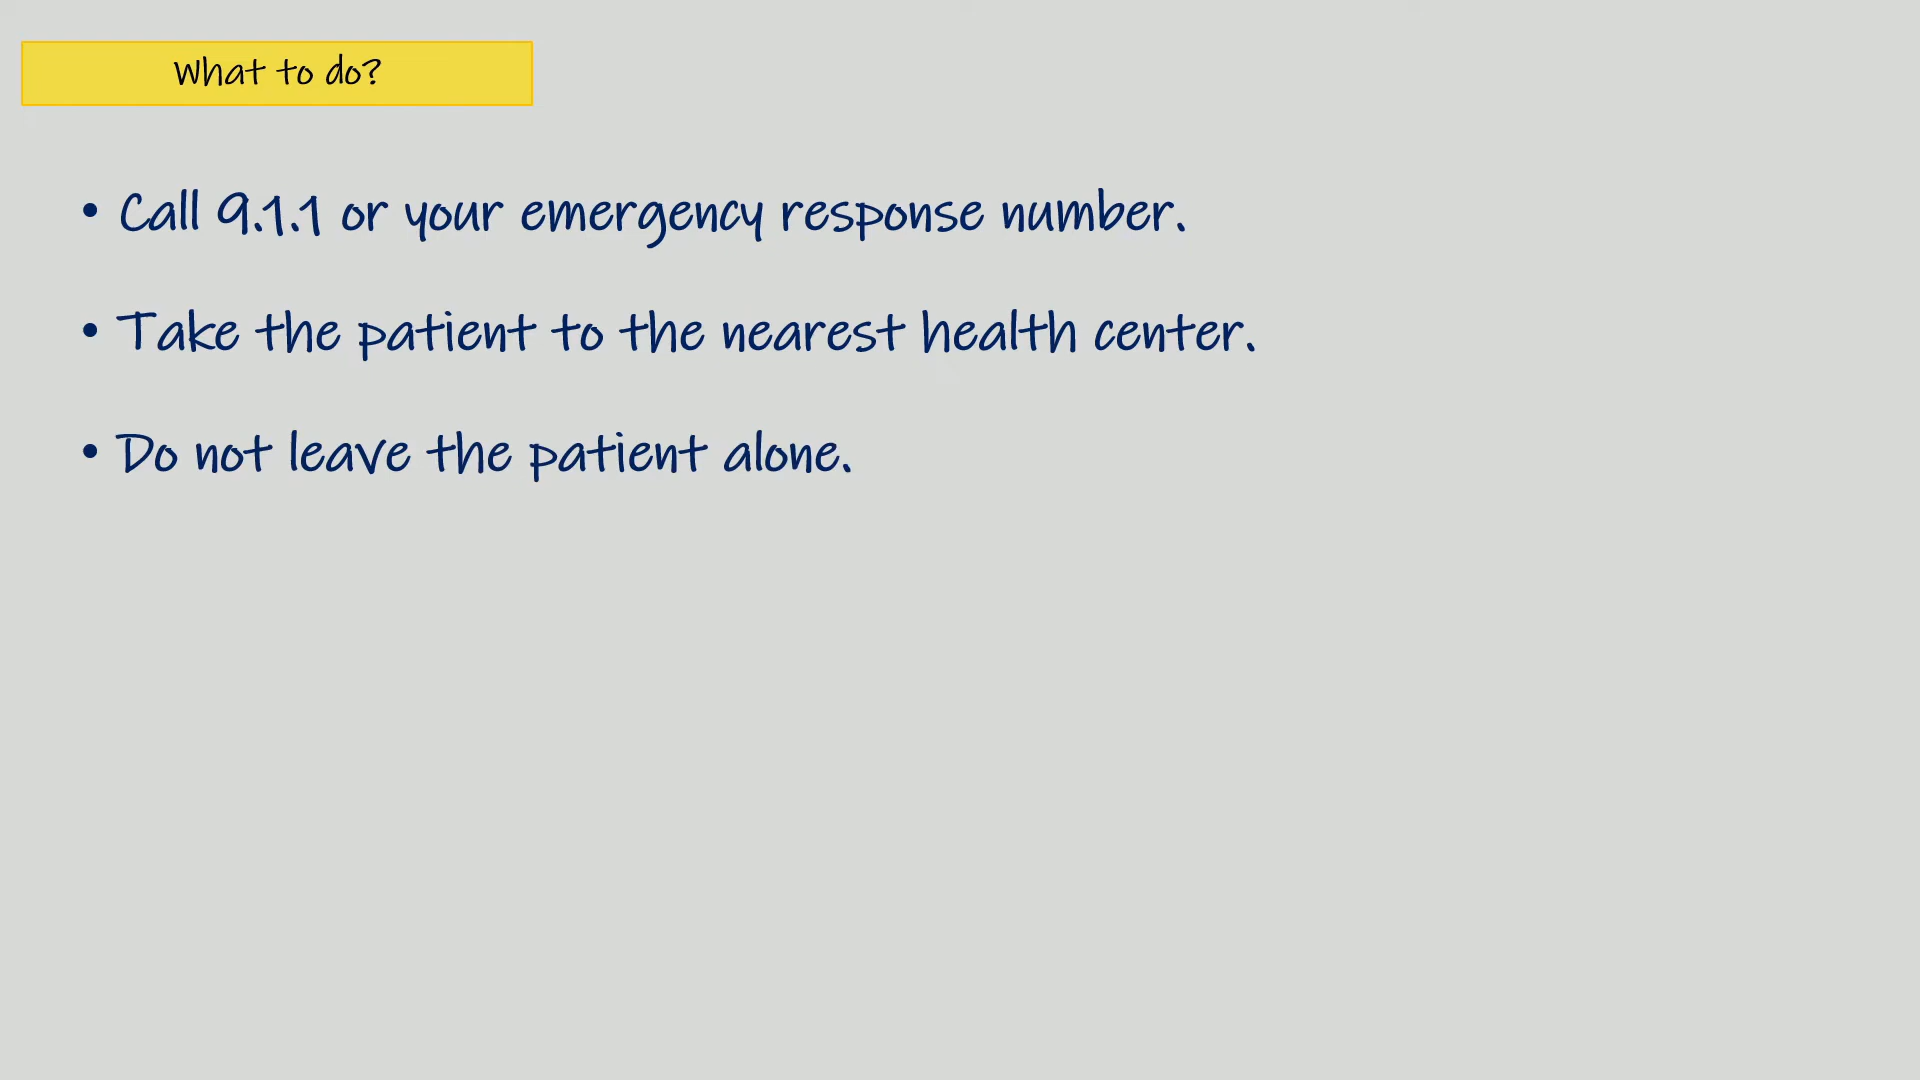 What to do?
• Call 9.1.1 or your emergency response number.
• Take the patient to the nearest health center.
• Do not leave the patient alone.